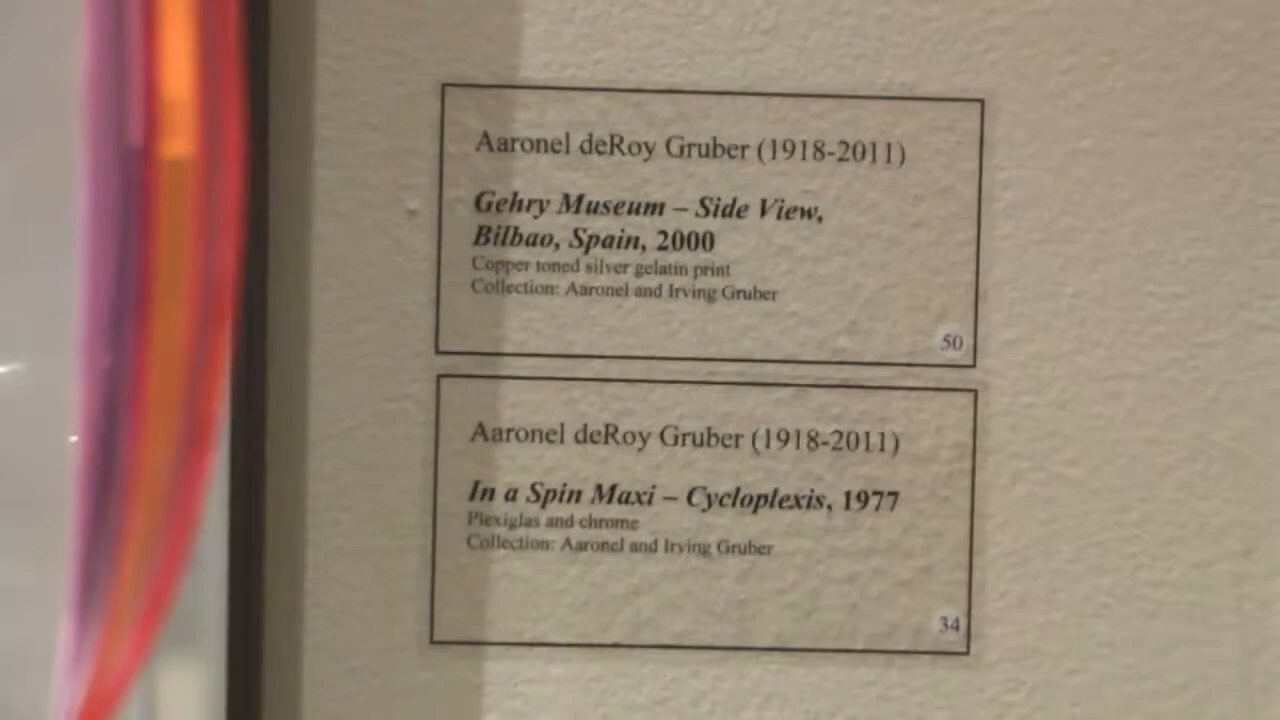 Aaronel deRoy Gruber (1918-2011)
Gehry Museum – Side View,
Bilbao, Spain, 2000
Copper toned silver gelatin print
Collection: Aaronel and Irving Gruber
50
Aaronel deRoy Gruber (1918-2011)
In a Spin Maxi – Cycloplexis, 1977
Plexiglas and chrome
Collection: Aaronel and Irving Gruber
34